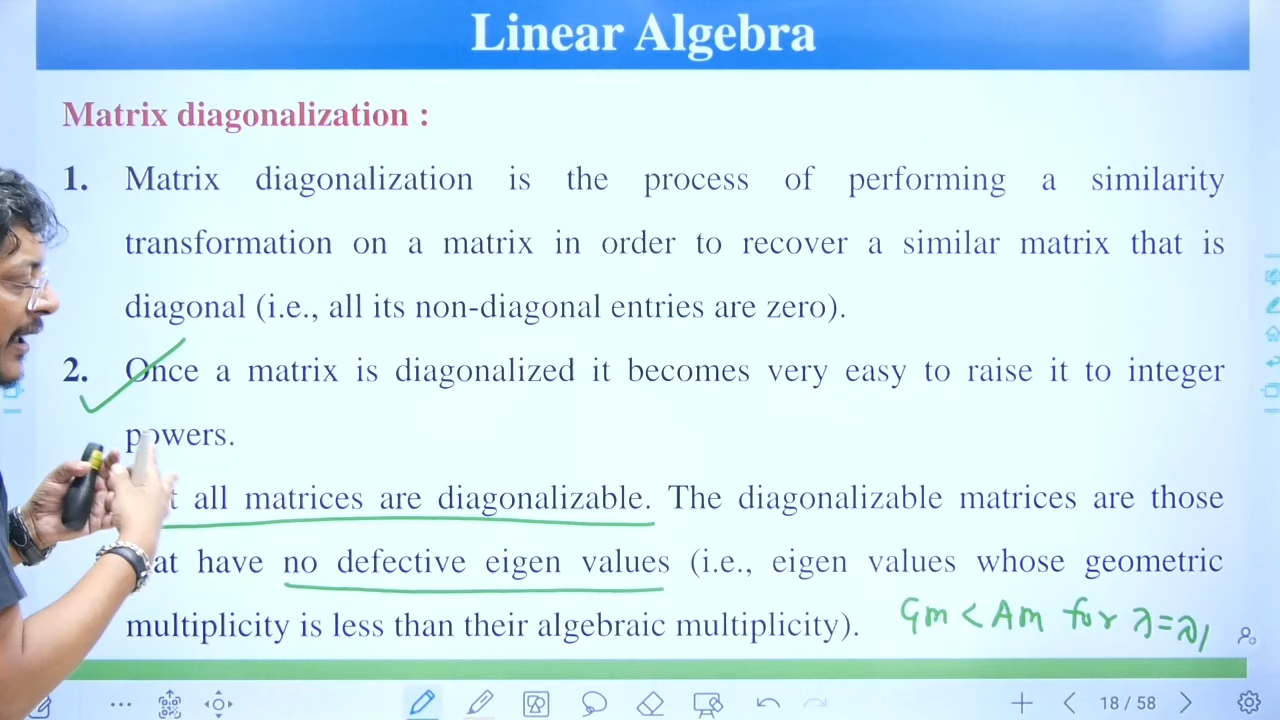 Linear Algebra
Matrix diagonalization :
1. Matrix diagonalization is the process of performing a similarity
transformation on a matrix in order to recover a similar matrix that is
diagonal (i.e., all its non-diagonal entries are zero).
2. Once a matrix is diagonalized it becomes very easy to raise it to integer
powers.
all matrices are diagonalizable. The diagonalizable matrices are those
have no defective eigen values (i.e., eigen values whose geometric
multiplicity is less than their algebraic multiplicity). Gm < Am for λ=λ1
18 / 58